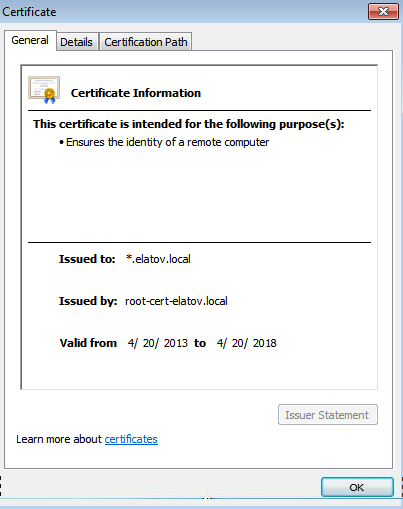 Certificate
General Details Certification Path
Certificate Information
This certificate is intended for the following purpose(s):
• Ensures the identity of a remote computer
Issued to: *.elatov.local
Issued by: root-cert-elatov.local
Valid from 4/ 20/ 2013 to 4/ 20/ 2018
Issuer Statement
Learn more about certificates
OK